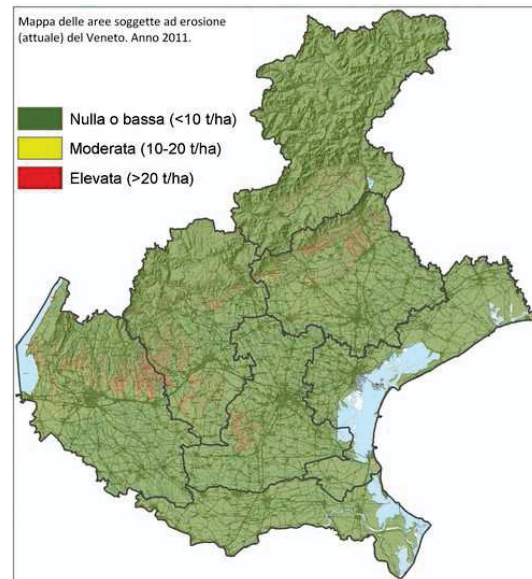 Mappa delle aree soggette ad erosione
(attuale) del Veneto. Anno 2011.
Nulla o bassa (<10 t/ha)
Moderata (10-20 t/ha)
Elevata (>20 t/ha)